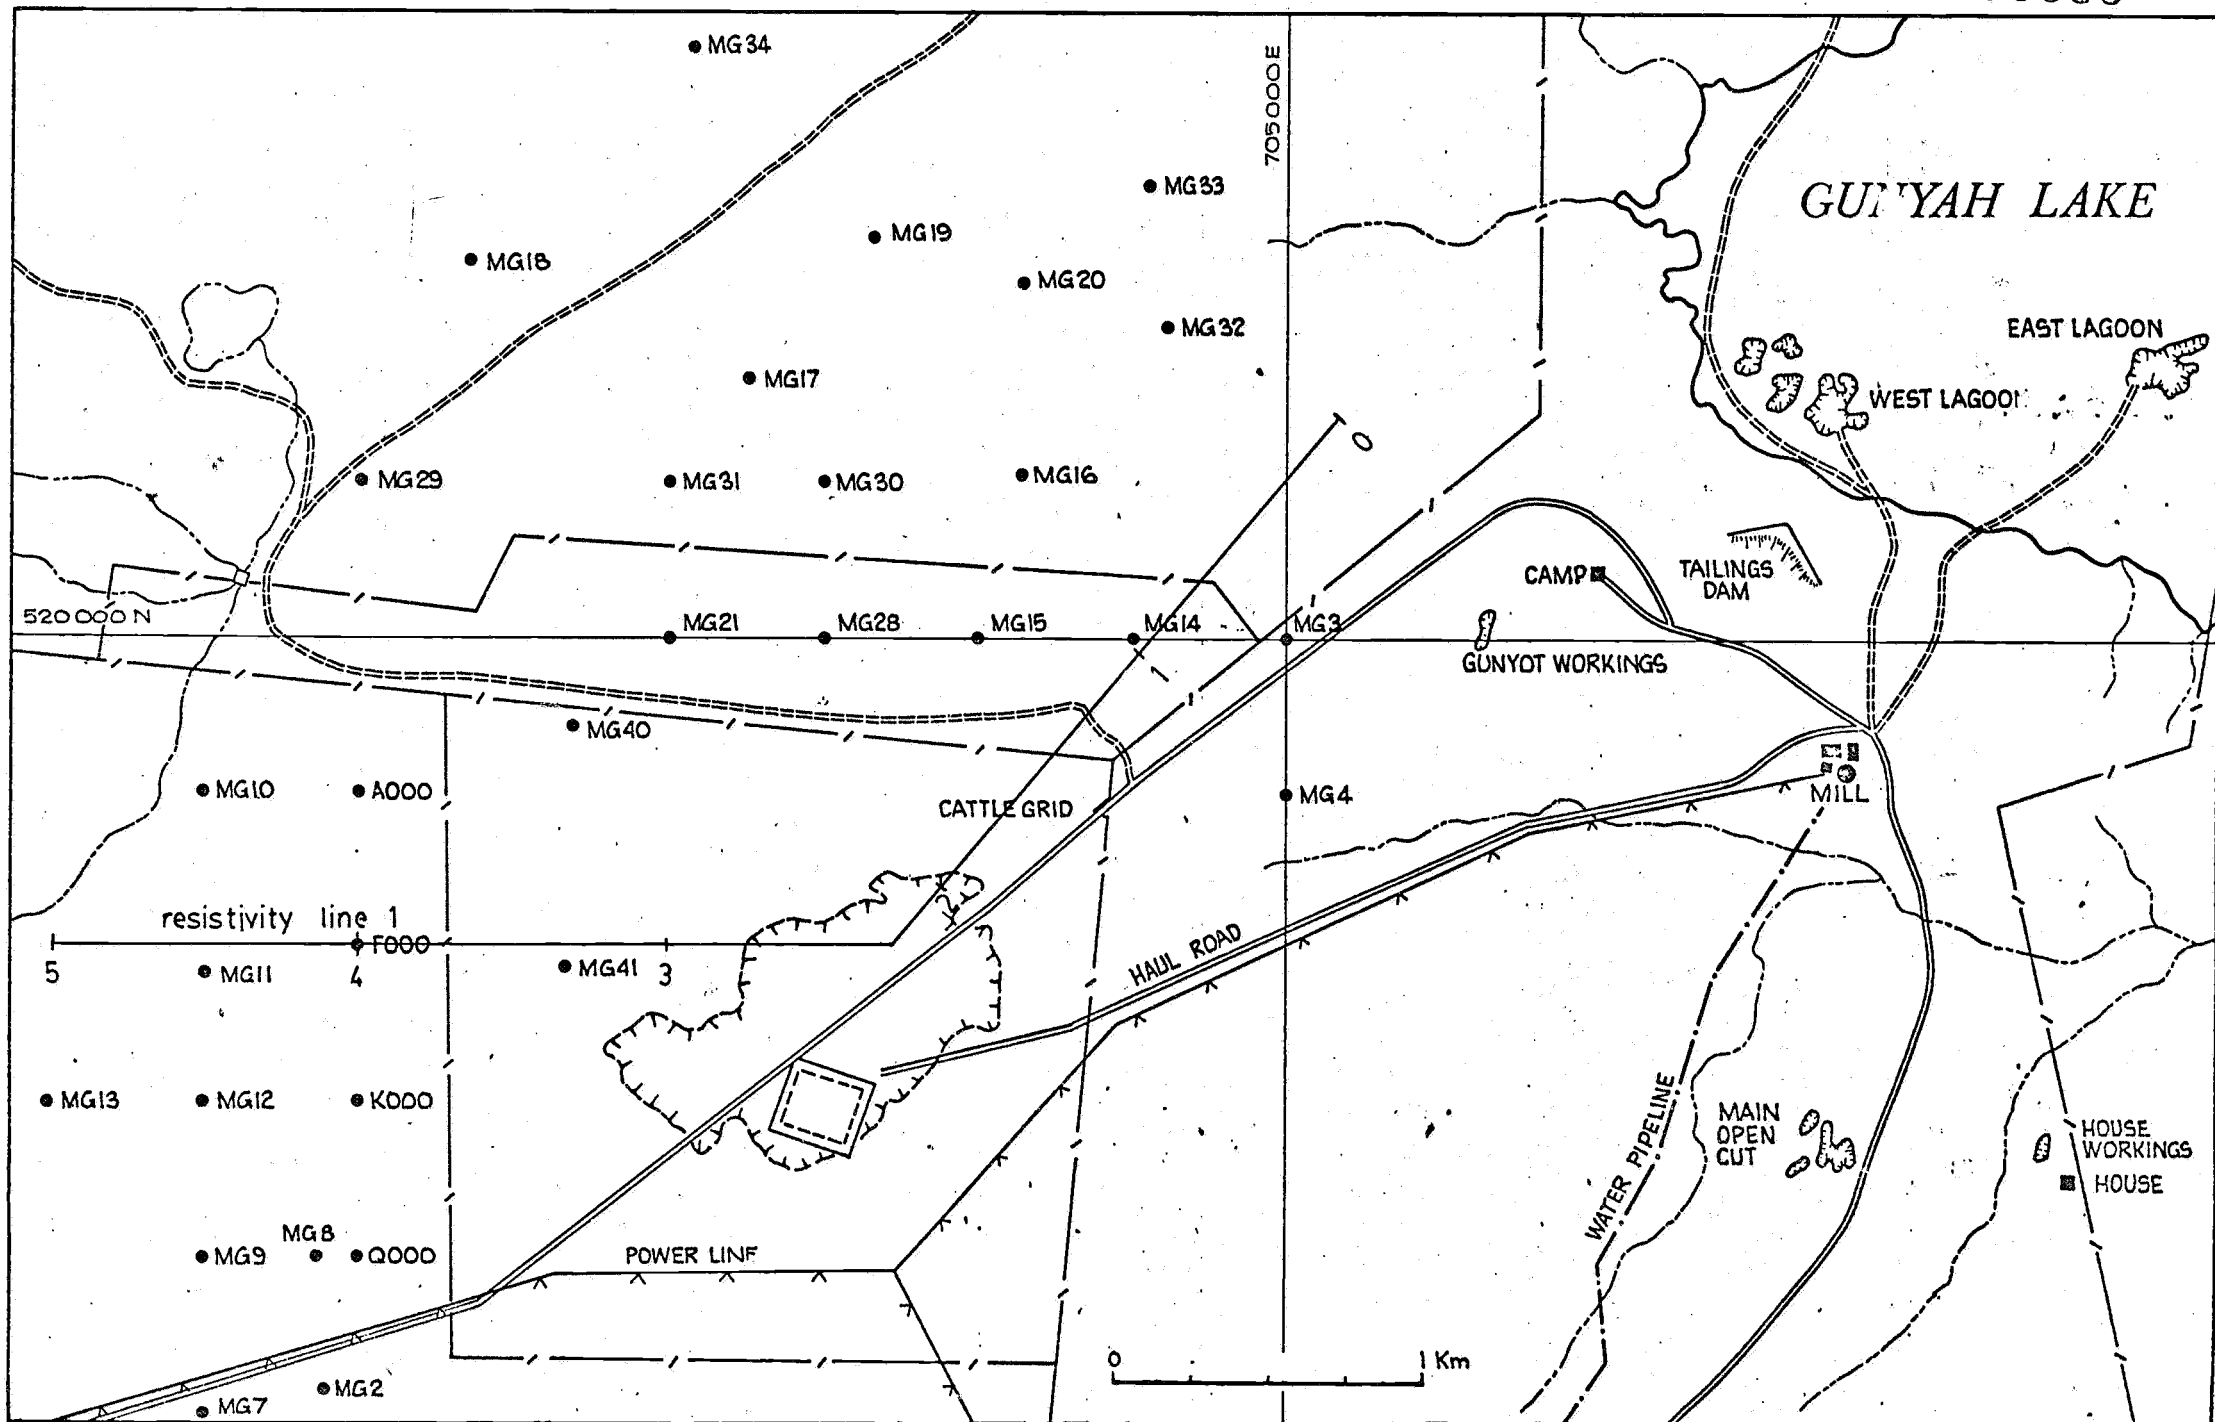 MG34
705000E
MG33
GUNYAH LAKE
MG19
MG18
MG20
MG32
EAST LAGOON
MG17
WEST LAGOON
0
MG29
MG31
MG30
MG16
CAMP
TAILINGS
DAM
520000N
MG21
MG28
MG15
MG14
MG3
GUNYOT WORKINGS
1
MG40
MG10
A000
CATTLE GRID
MG4
MILL
resistivity line 1
2
F000
5
MG11
4
MG41
3
HAUL ROAD
MG13
MG12
K000
WATER PIPELINE
MAIN
OPEN
CUT
HOUSE
WORKINGS
HOUSE
MG8
MG9
Q000
POWER LINE
0
1 Km
MG2
MG7